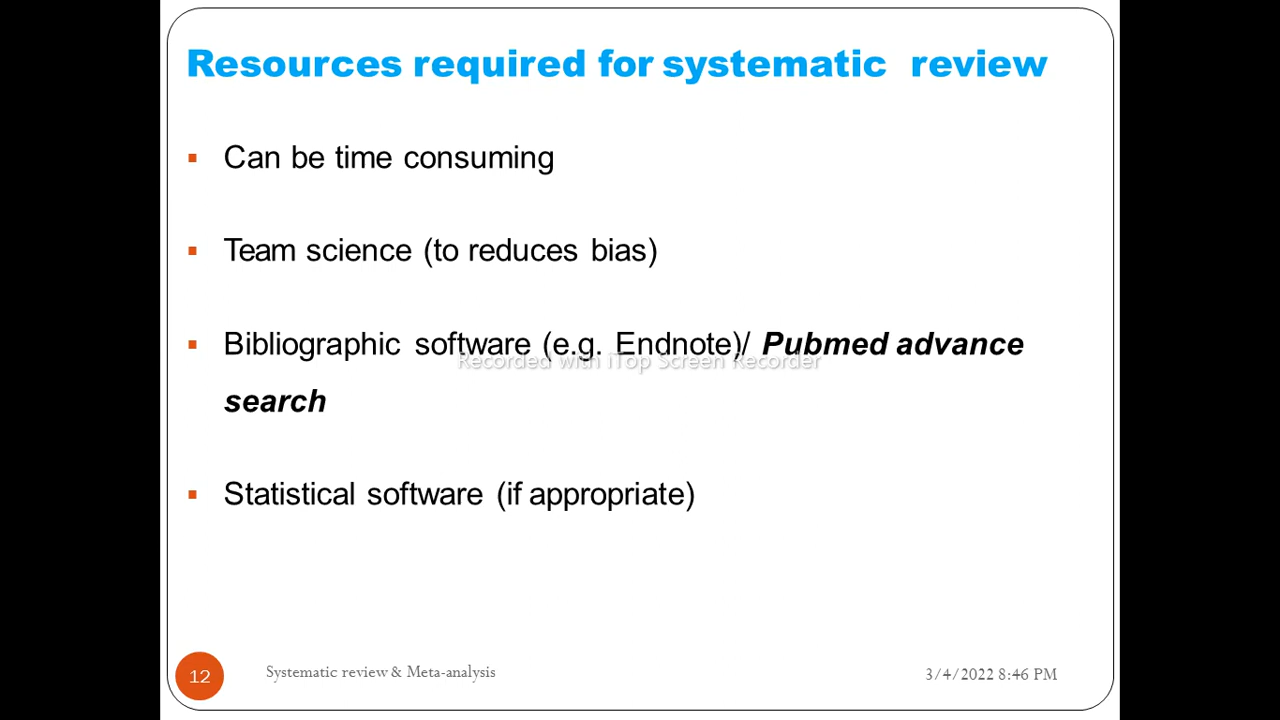 Resources required for systematic review
Can be time consuming
Team science (to reduces bias)
Bibliographic software (e.g. Endnote)/ Pubmed advance
Recorded with iTop Screen Recorder
search
Statistical software (if appropriate)
12
Systematic review & Meta-analysis
3/4/2022 8:46 PM